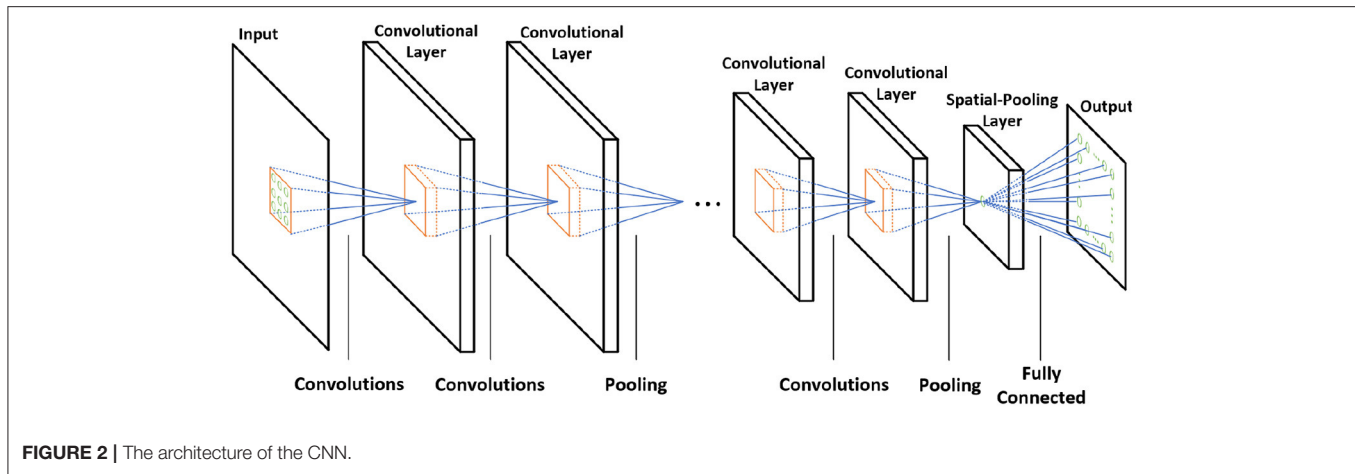 Input
Convolutional
Layer
Convolutional
Layer
Convolutional
Layer
Convolutional
Layer
Spatial-Pooling
Layer
Output
...
Convolutions
Convolutions
Pooling
Convolutions
Pooling
Fully
Connected
FIGURE 2 | The architecture of the CNN.